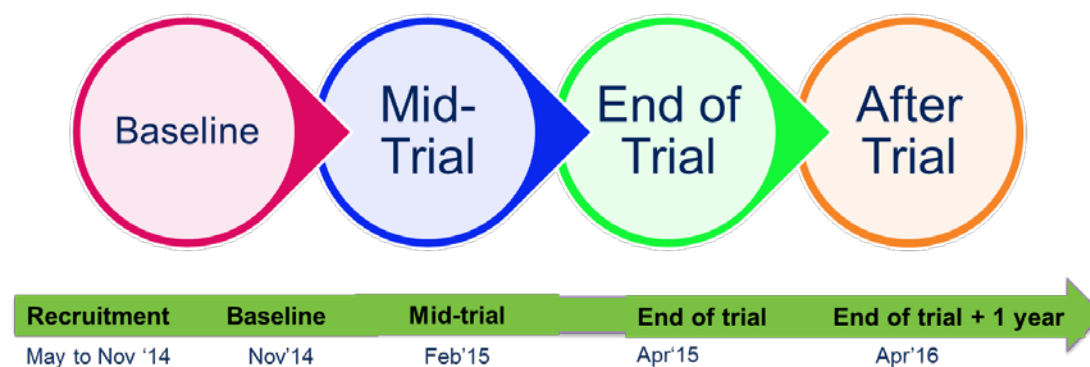 Baseline
Mid-
Trial
End of
Trial
After
Trial
Recruitment Baseline Mid-trial End of trial End of trial + 1 year
May to Nov ‘14 Nov’14 Feb’15 Apr’15 Apr’16